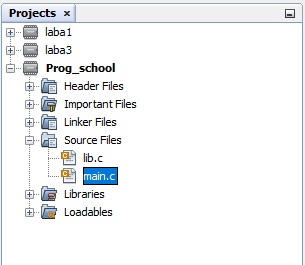 Projects
laba1
laba3
Prog_school
Header Files
Important Files
Linker Files
Source Files
lib.c
main.c
Libraries
Loadables